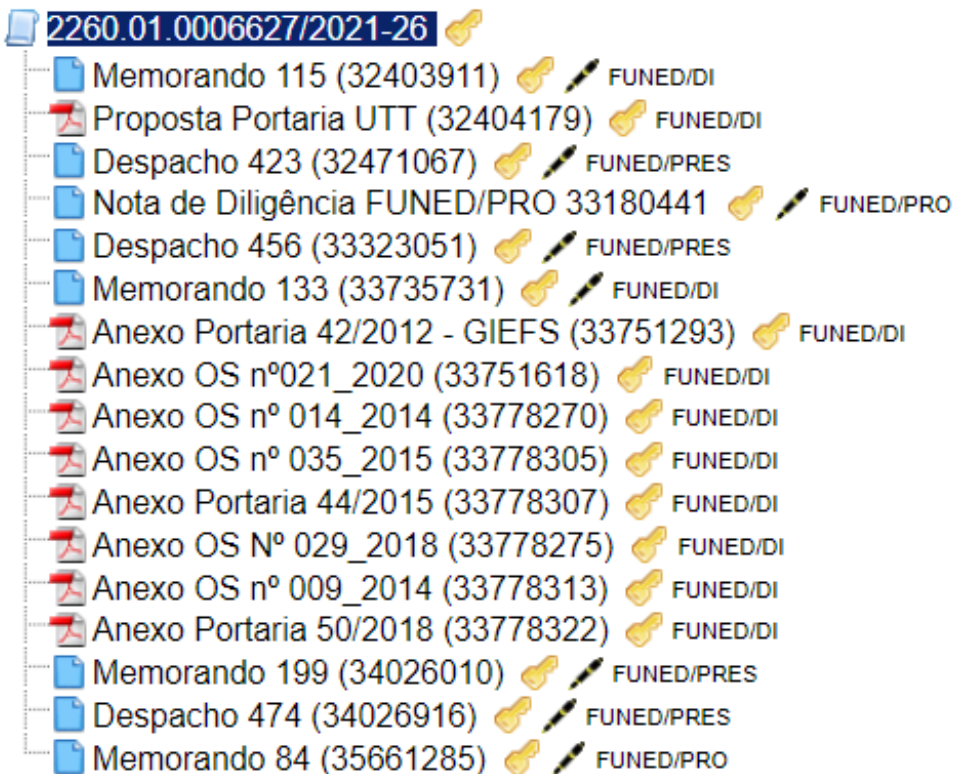 2260.01.0006627/2021-26
Memorando 115 (32403911) FUNED/DI
Proposta Portaria UTT (32404179) FUNED/DI
Despacho 423 (32471067) FUNED/PRES
Nota de Diligência FUNED/PRO 33180441 FUNED/PRO
Despacho 456 (33323051) FUNED/PRES
Memorando 133 (33735731) FUNED/DI
Anexo Portaria 42/2012 - GIEFS (33751293) FUNED/DI
Anexo OS nº021_2020 (33751618) FUNED/DI
Anexo OS nº 014_2014 (33778270) FUNED/DI
Anexo OS nº 035_2015 (33778305) FUNED/DI
Anexo Portaria 44/2015 (33778307) FUNED/DI
Anexo OS Nº 029_2018 (33778275) FUNED/DI
Anexo OS nº 009_2014 (33778313) FUNED/DI
Anexo Portaria 50/2018 (33778322) FUNED/DI
Memorando 199 (34026010) FUNED/PRES
Despacho 474 (34026916) FUNED/PRES
Memorando 84 (35661285) FUNED/PRO